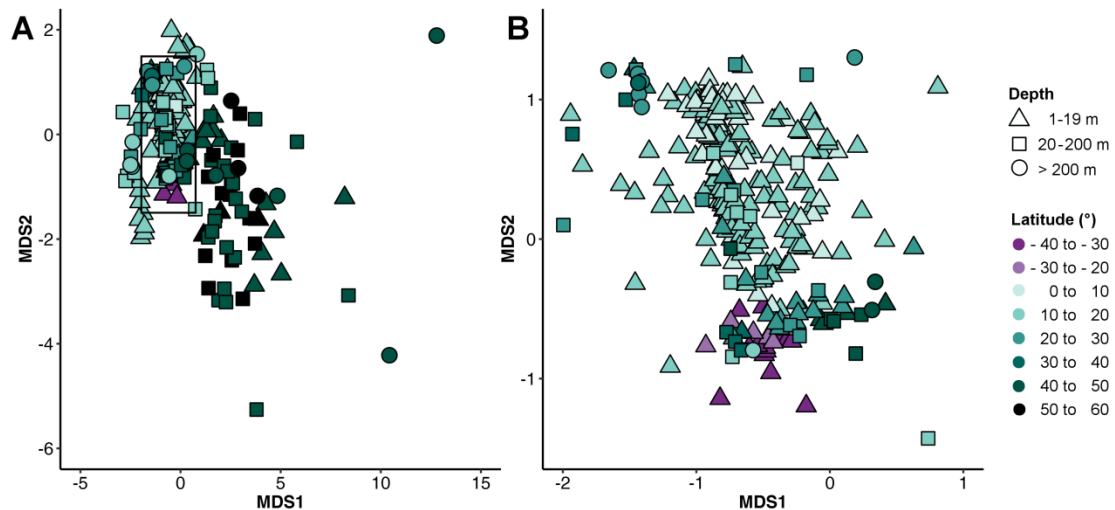 A
2
0
-2
-4
-6
MDS2
-5
0
5
10
15
MDS1
B
1
0
-1
MDS2
-2
-1
0
1
MDS1
Depth
1-19 m
20-200 m
> 200 m
Latitude (°)
- 40 to - 30
- 30 to - 20
0 to 10
10 to 20
20 to 30
30 to 40
40 to 50
50 to 60